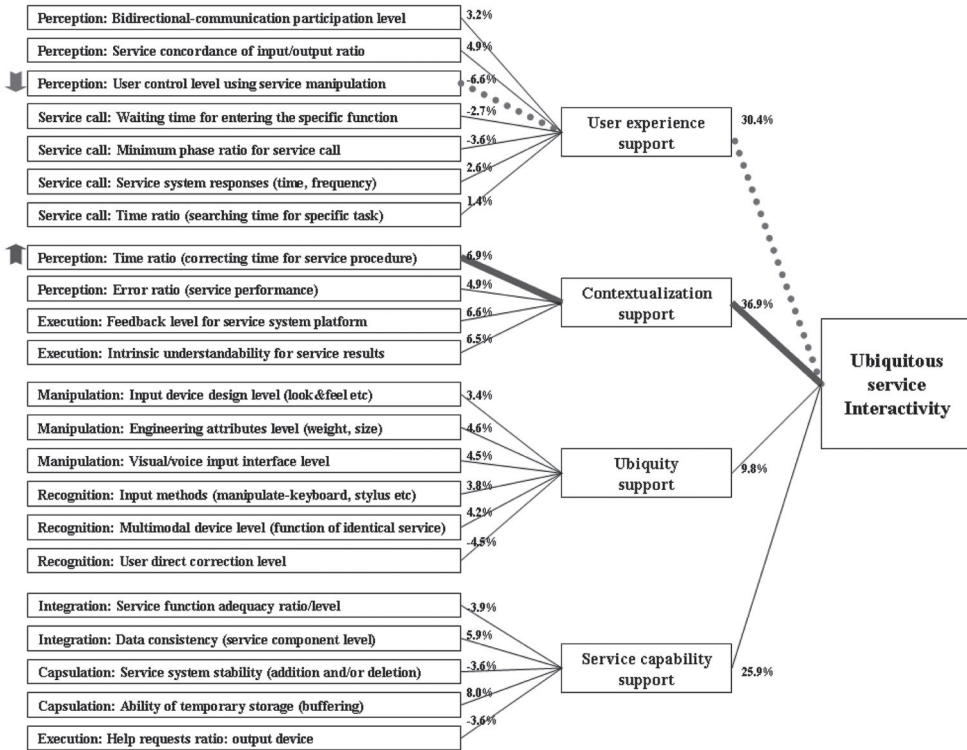 Perception: Bidirectional-communication participation level
3.2%
Perception: Service concordance of input/output ratio
4.9%
Perception: User control level using service manipulation
-6.6%
Service call: Waiting time for entering the specific function
-2.7%
Service call: Minimum phase ratio for service call
-3.6%
Service call: Service system responses (time, frequency)
2.6%
Service call: Time ratio (searching time for specific task)
1.4%
User experience
support
30.4%
Perception: Time ratio (correcting time for service procedure)
6.9%
Perception: Error ratio (service performance)
4.9%
Execution: Feedback level for service system platform
6.6%
Execution: Intrinsic understandability for service results
6.5%
Contextualization
support
36.9%
Manipulation: Input device design level (look&feel etc)
3.4%
Manipulation: Engineering attributes level (weight, size)
4.6%
Manipulation: Visual/voice input interface level
4.5%
Recognition: Input methods (manipulate-keyboard, stylus etc)
3.8%
Recognition: Multimodal device level (function of identical service)
4.2%
Recognition: User direct correction level
-4.5%
Ubiquity
support
9.8%
Integration: Service function adequacy ratio/level
-3.9%
Integration: Data consistency (service component level)
5.9%
Capsulation: Service system stability (addition and/or deletion)
-3.6%
Capsulation: Ability of temporary storage (buffering)
8.0%
Execution: Help requests ratio: output device
-3.6%
Service capability
support
25.9%
Ubiquitous
service
Interactivity